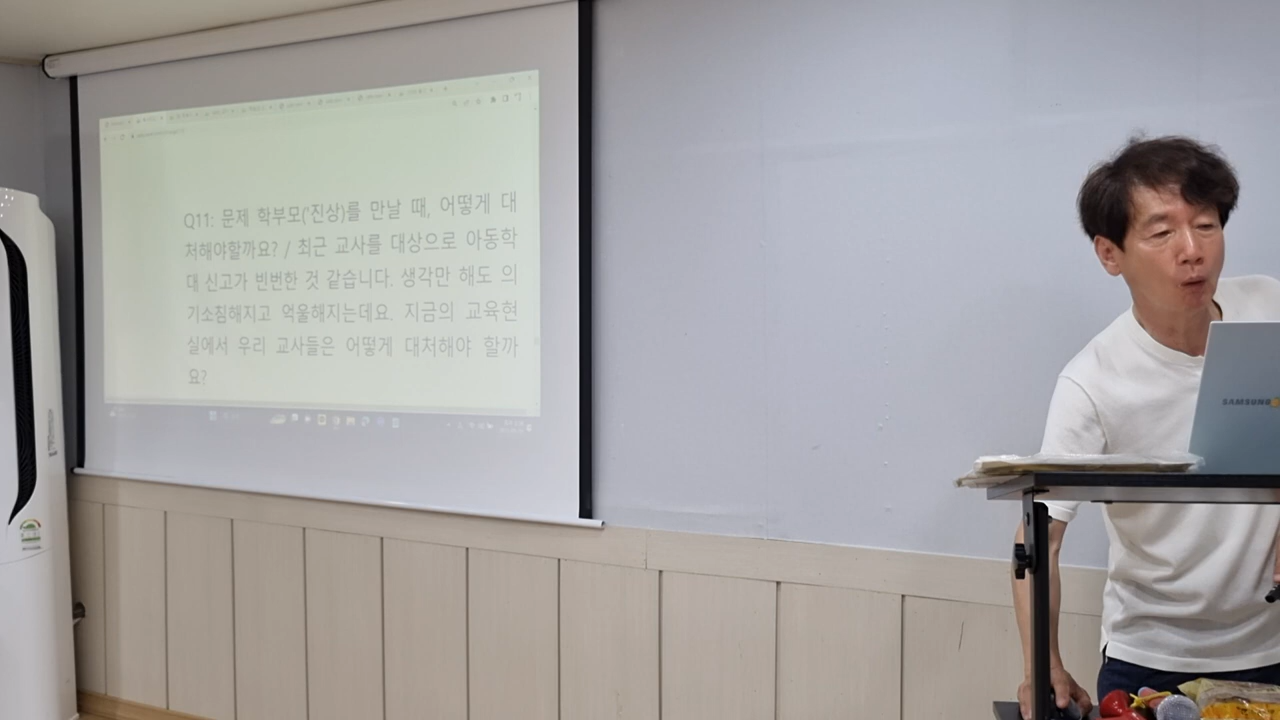 Q11: 문제 학부모('진상)를 만날 때, 어떻게 대
처해야할까요? / 최근 교사를 대상으로 아동학
대 신고가 빈번한 것 같습니다. 생각만 해도 의
기소침해지고 억울해지는데요. 지금의 교육현
실에서 우리 교사들은 어떻게 대처해야 할까
요?
SAMSUNG